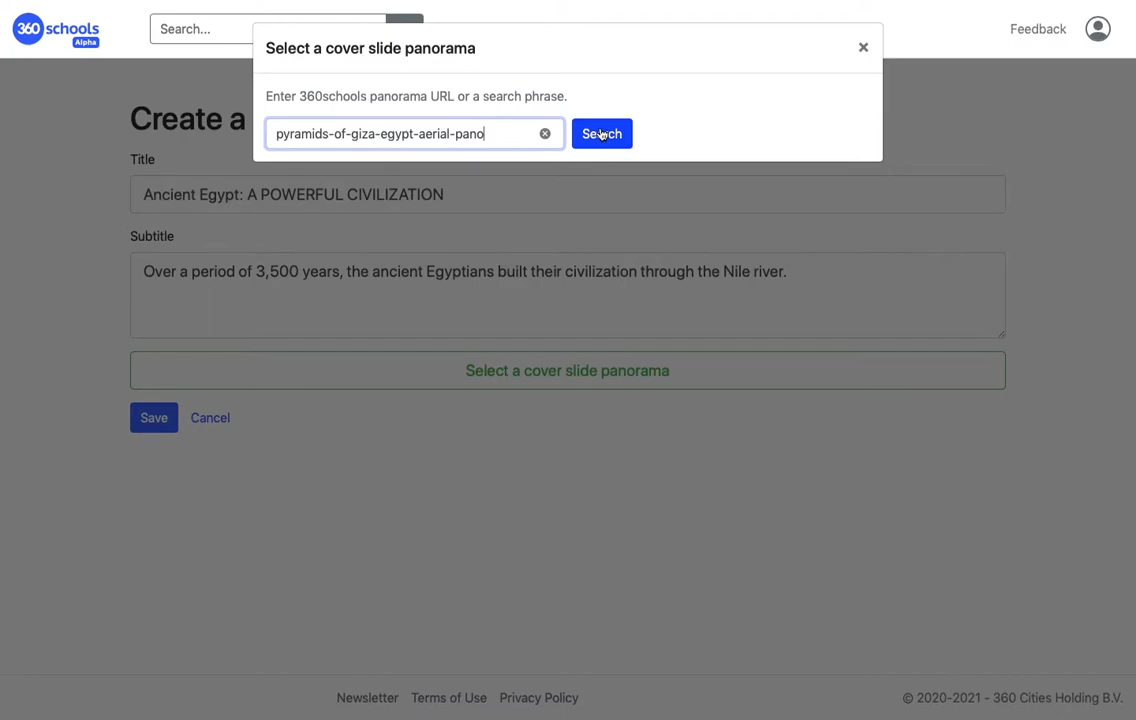 360 schools
Alpha
Search...
Feedback
Select a cover slide panorama
Enter 360schools panorama URL or a search phrase.
pyramids-of-giza-egypt-aerial-pano
Search
Create a
Title
Ancient Egypt: A POWERFUL CIVILIZATION
Subtitle
Over a period of 3,500 years, the ancient Egyptians built their civilization through the Nile river.
Select a cover slide panorama
Save Cancel
Newsletter Terms of Use Privacy Policy
© 2020-2021 - 360 Cities Holding B.V.